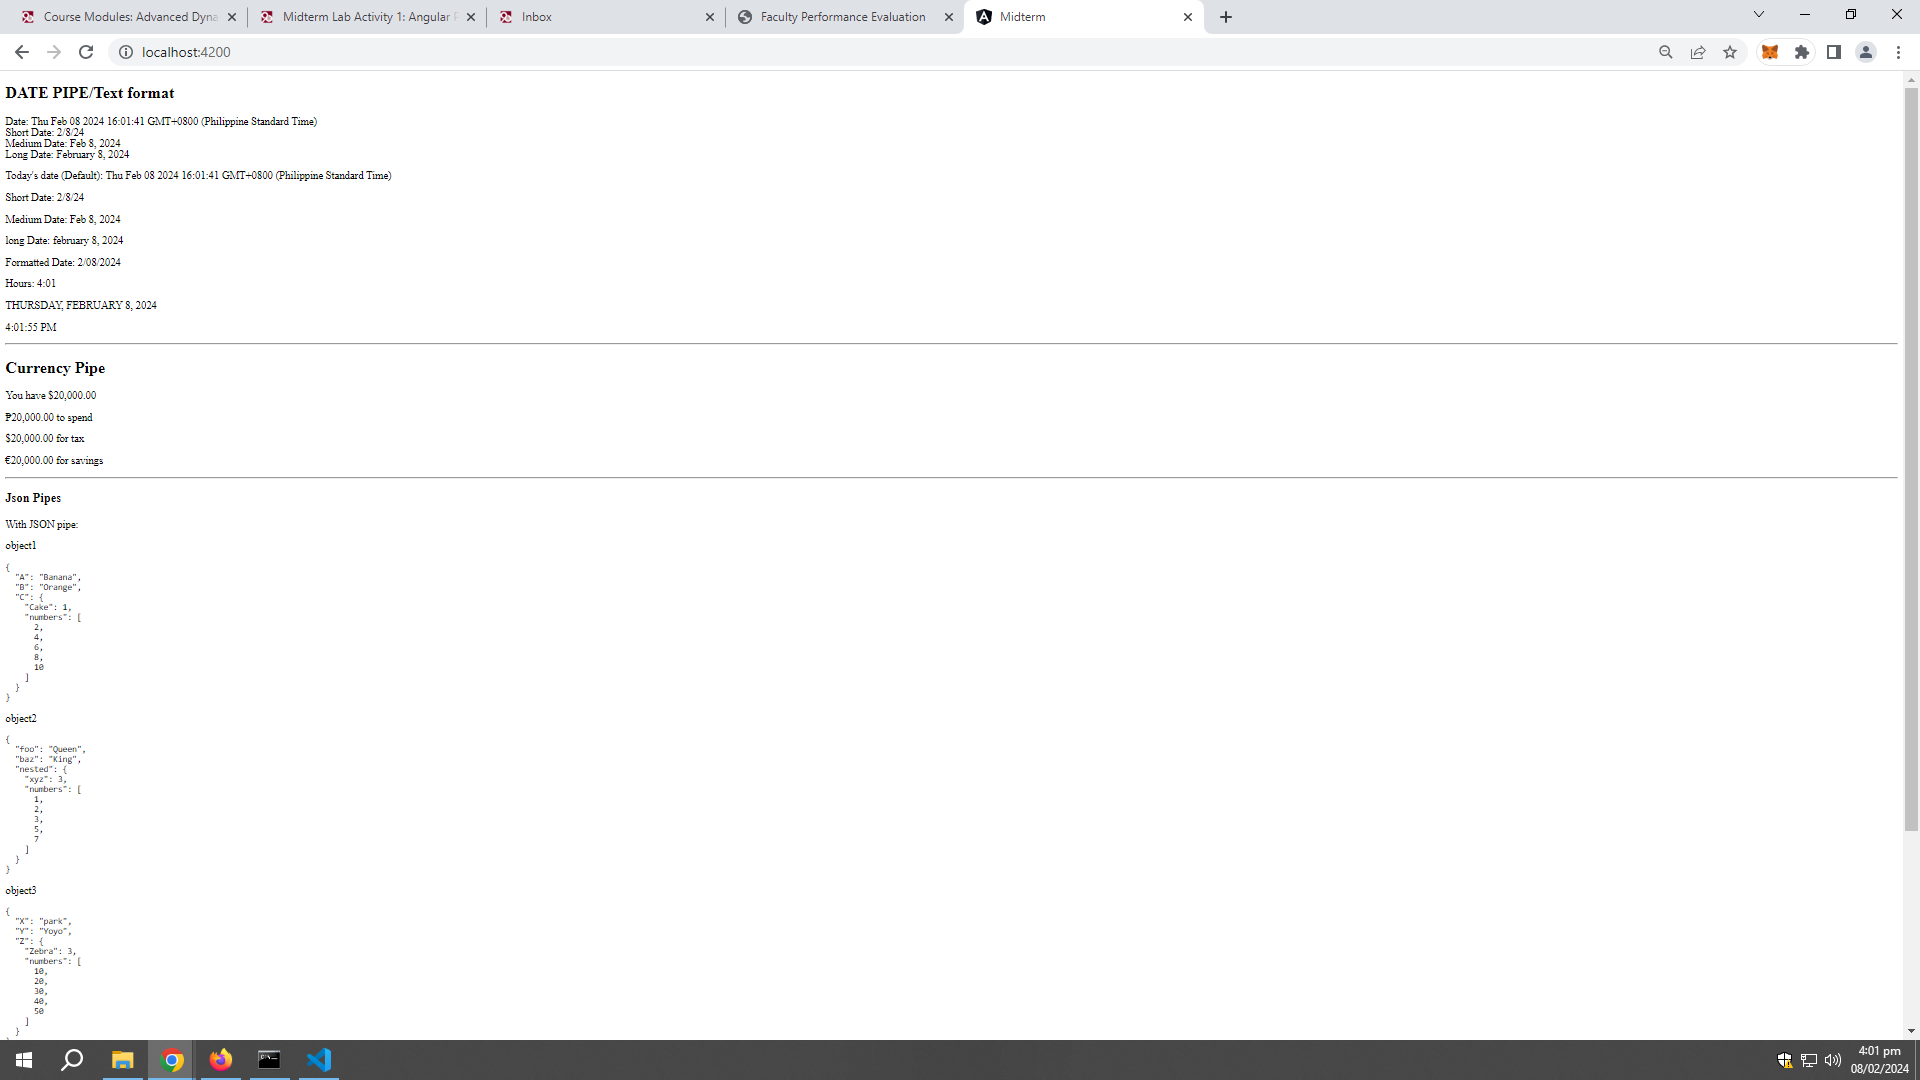 Course Modules: Advanced Dyna
Midterm Lab Activity 1: Angular P
Inbox
Faculty Performance Evaluation
Midterm
localhost:4200
DATE PIPE/Text format
Date: Thu Feb 08 2024 16:01:41 GMT+0800 (Philippine Standard Time)
Short Date: 2/8/24
Medium Date: Feb 8, 2024
Long Date: February 8, 2024
Today's date (Default): Thu Feb 08 2024 16:01:41 GMT+0800 (Philippine Standard Time)
Short Date: 2/8/24
Medium Date: Feb 8, 2024
long Date: february 8, 2024
Formatted Date: 2/08/2024
Hours: 4:01
THURSDAY, FEBRUARY 8, 2024
4:01:55 PM
Currency Pipe
You have $20,000.00
₱20,000.00 to spend
$20,000.00 for tax
€20,000.00 for savings
Json Pipes
With JSON pipe:
object1
{
"A": "Banana",
"B": "Orange",
"C": {
"Cake": 1,
"numbers": [
2,
4,
6,
8,
10
]
}
}
object2
{
"foo": "Queen",
"baz": "King",
"nested": {
"xyz": 3,
"numbers": [
1,
2,
3,
5,
7
]
}
}
object3
{
"X": "park",
"Y": "Yoyo",
"Z": {
"Zebra": 3,
"numbers": [
10,
20,
30,
40,
50
]
}
4:01 pm
08/02/2024